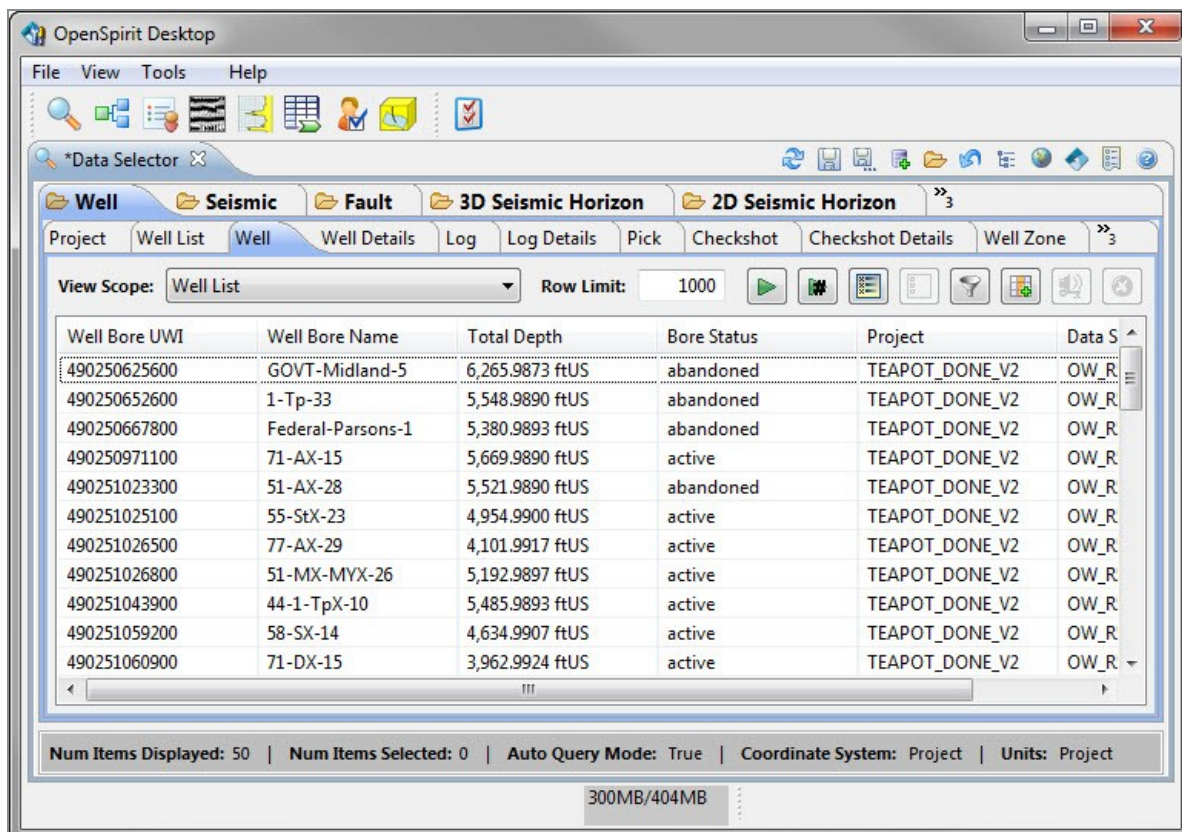 OpenSpirit Desktop
File View Tools Help
*Data Selector
Well Seismic Fault 3D Seismic Horizon 2D Seismic Horizon »3
Project Well List Well Well Details Log Log Details Pick Checkshot Checkshot Details Well Zone »3
View Scope: Well List Row Limit: 1000
Well Bore UWI Well Bore Name Total Depth Bore Status Project Data S
490250625600 GOVT-Midland-5 6,265.9873 ftUS abandoned TEAPOT_DONE_V2 OW_R
490250652600 1-Tp-33 5,548.9890 ftUS abandoned TEAPOT_DONE_V2 OW_R
490250667800 Federal-Parsons-1 5,380.9893 ftUS abandoned TEAPOT_DONE_V2 OW_R
490250971100 71-AX-15 5,669.9890 ftUS active TEAPOT_DONE_V2 OW_R
490251023300 51-AX-28 5,521.9890 ftUS abandoned TEAPOT_DONE_V2 OW_R
490251025100 55-StX-23 4,954.9900 ftUS active TEAPOT_DONE_V2 OW_R
490251026500 77-AX-29 4,101.9917 ftUS active TEAPOT_DONE_V2 OW_R
490251026800 51-MX-MYX-26 5,192.9897 ftUS active TEAPOT_DONE_V2 OW_R
490251043900 44-1-TpX-10 5,485.9893 ftUS active TEAPOT_DONE_V2 OW_R
490251059200 58-SX-14 4,634.9907 ftUS active TEAPOT_DONE_V2 OW_R
490251060900 71-DX-15 3,962.9924 ftUS active TEAPOT_DONE_V2 OW_R
Num Items Displayed: 50 | Num Items Selected: 0 | Auto Query Mode: True | Coordinate System: Project | Units: Project
300MB/404MB